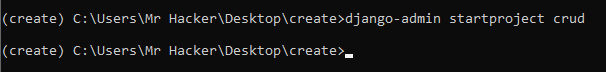 (create) C:\Users\Mr Hacker\Desktop\create>django-admin startproject crud
(create) C:\Users\Mr Hacker\Desktop\create>